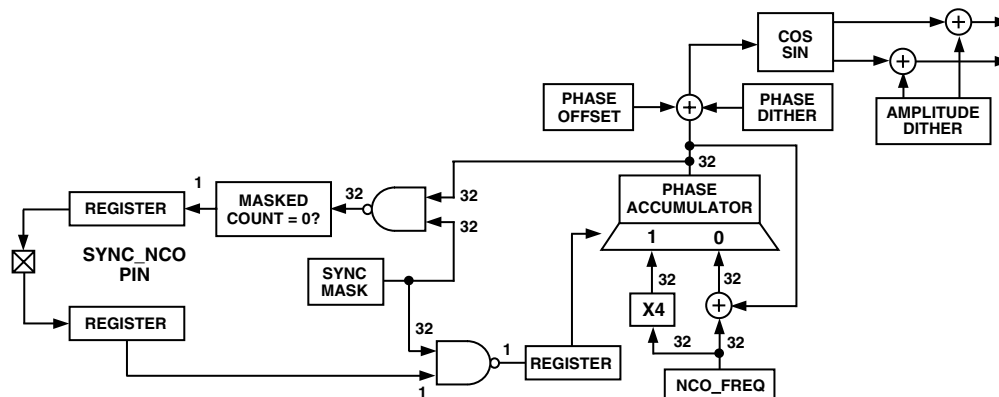 COS
SIN
PHASE
OFFSET
PHASE
DITHER
AMPLITUDE
DITHER
32
32
1
32
32
REGISTER
MASKED
COUNT = 0?
PHASE
ACCUMULATOR
1
0
SYNC_NCO
PIN
SYNC
MASK
32
32
X4
REGISTER
32
1
REGISTER
32
32
1
NCO_FREQ